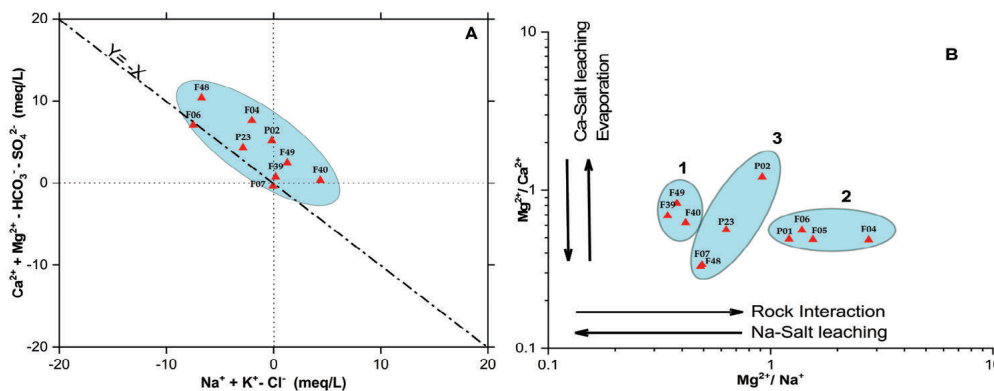 A
Y= -X
F48
F06
F04
P23
P02
F49
F39
F40
F07
20
10
0
-10
-20
-20
-10
0
10
20
Ca²⁺ + Mg²⁺ - HCO₃⁻ - SO₄²⁻ (meq/L)
Na⁺ + K⁺- Cl⁻ (meq/L)
B
Ca-Salt leaching
Evaporation
1
2
3
F49
F39
F40
P02
P23
F07
F48
F06
P01
F05
F04
Rock Interaction
Na-Salt leaching
10
1
0.1
0.1
1
10
Mg²⁺/ Ca²⁺
Mg²⁺/ Na⁺